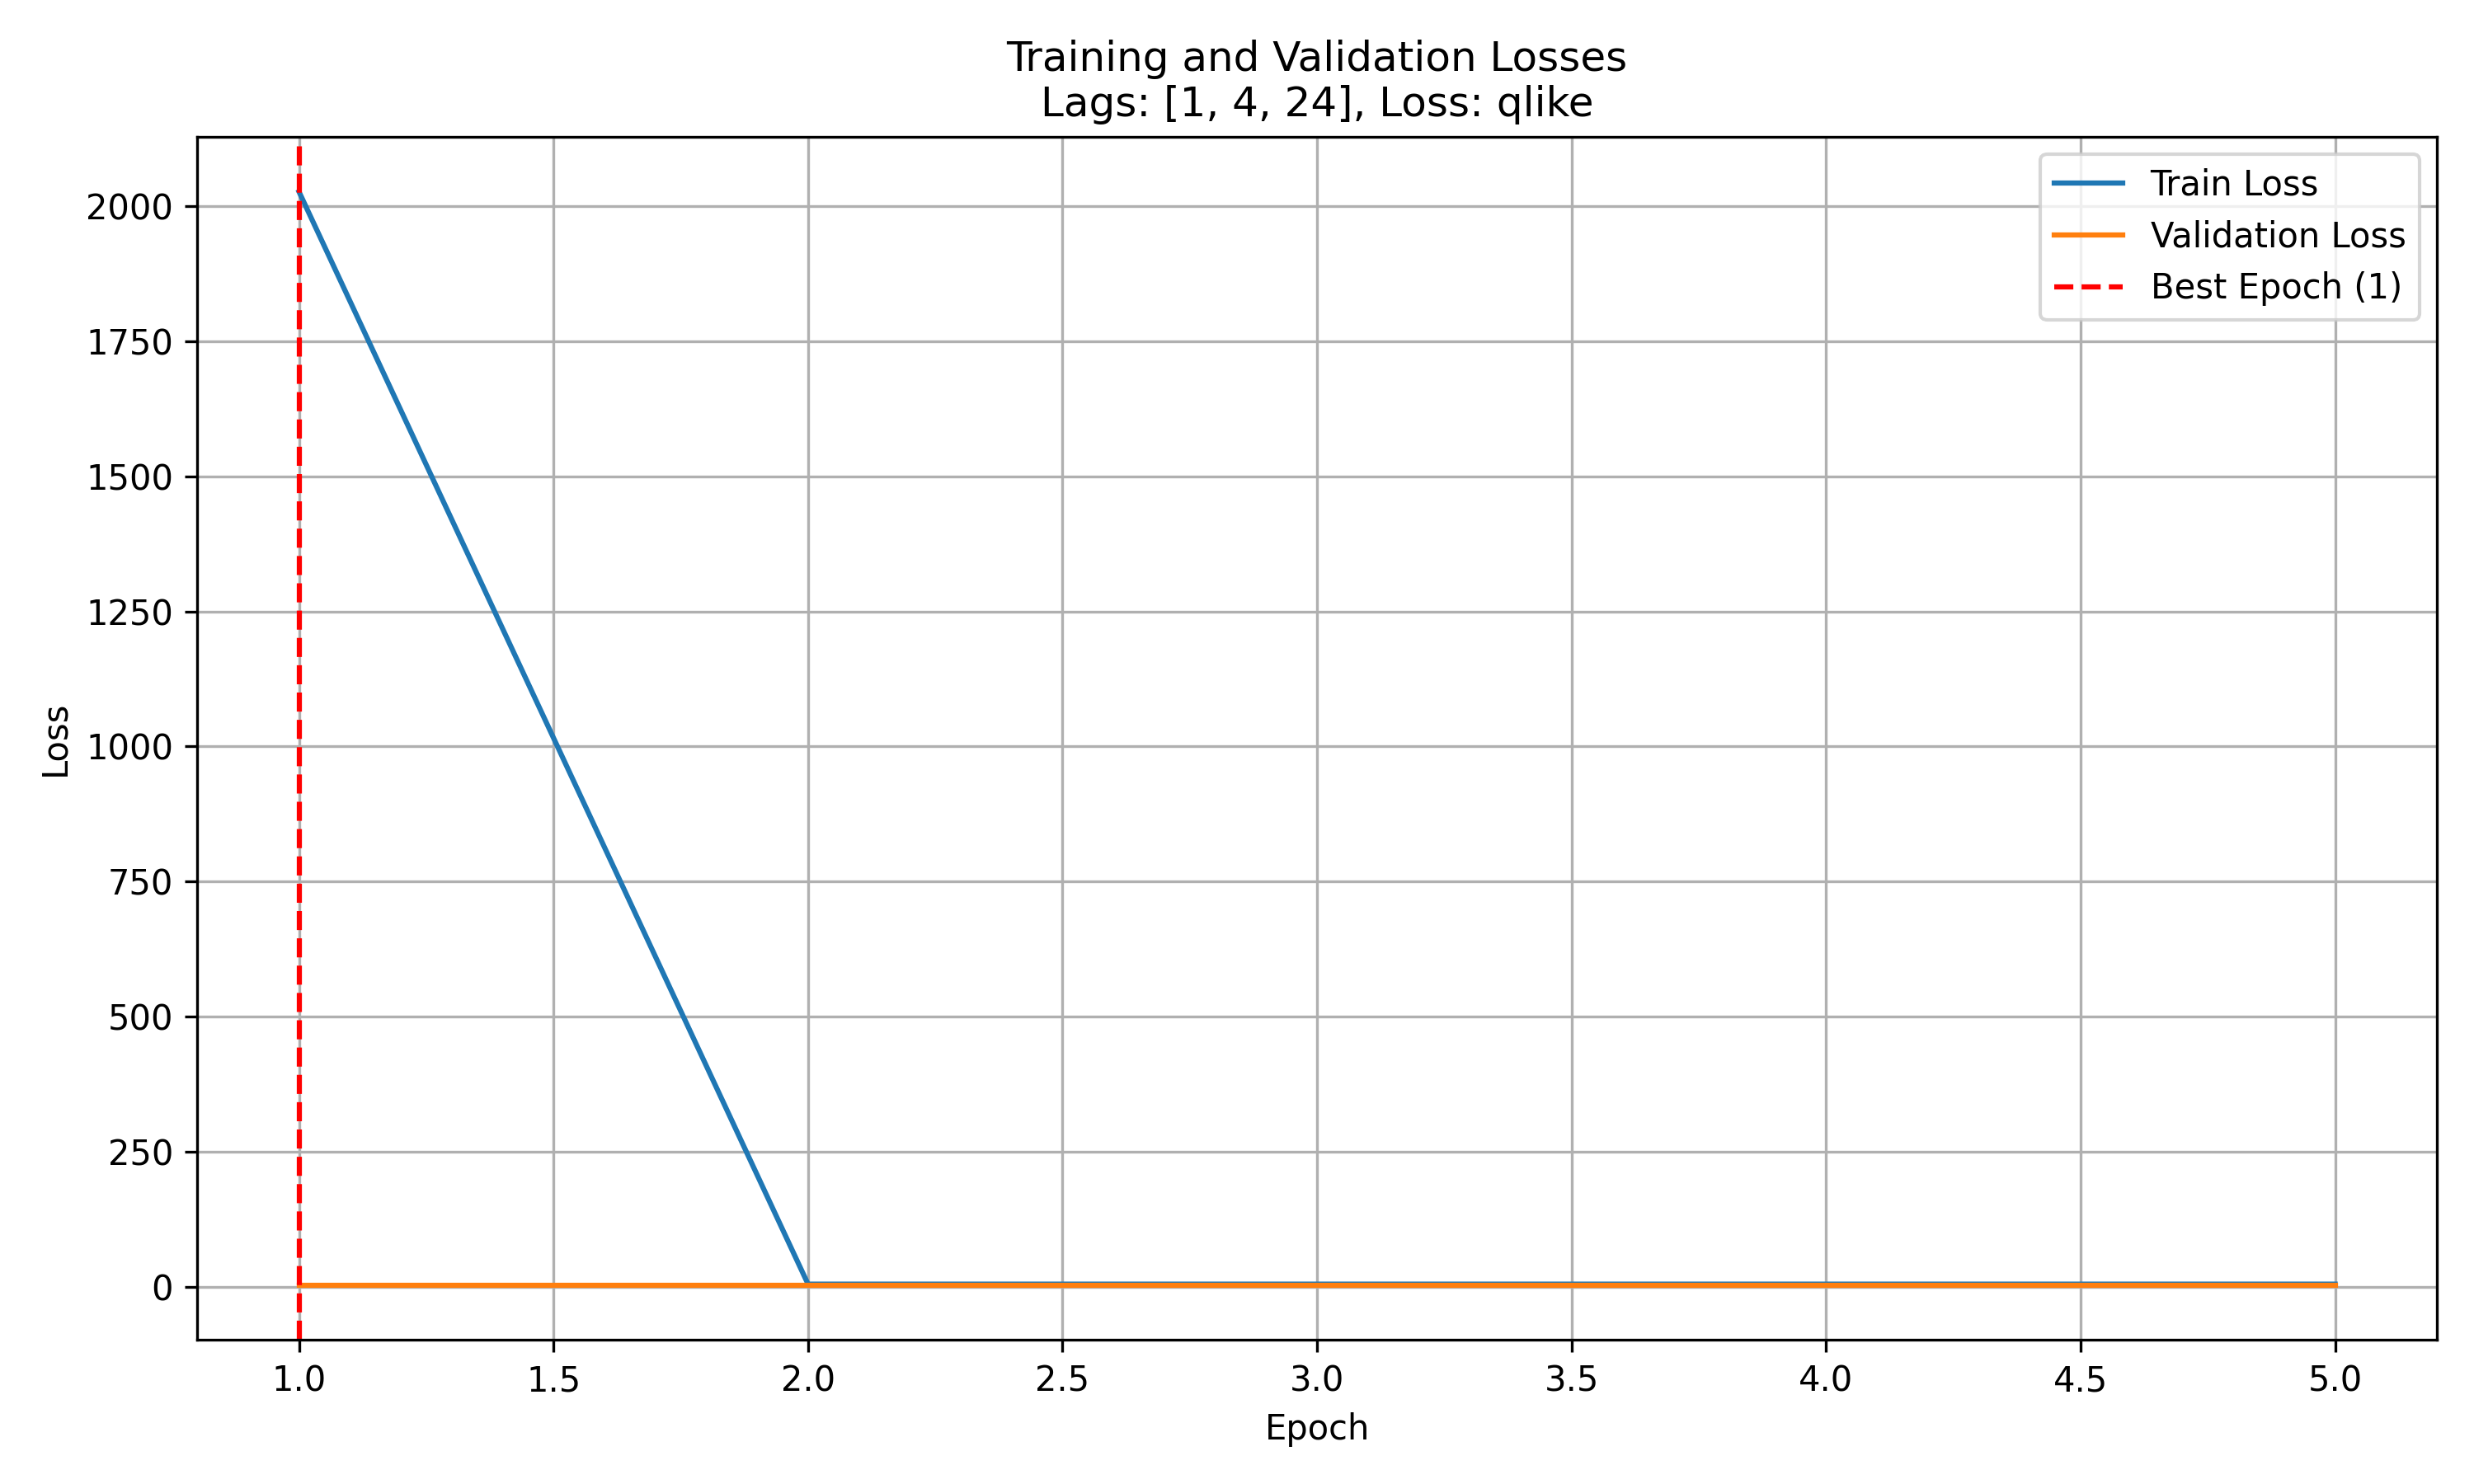 Training and Validation Losses
Lags: [1, 4, 24], Loss: qlike
Train Loss
Validation Loss
Best Epoch (1)
Loss
2000
1750
1500
1250
1000
750
500
250
0
1.0 1.5 2.0 2.5 3.0 3.5 4.0 4.5 5.0
Epoch